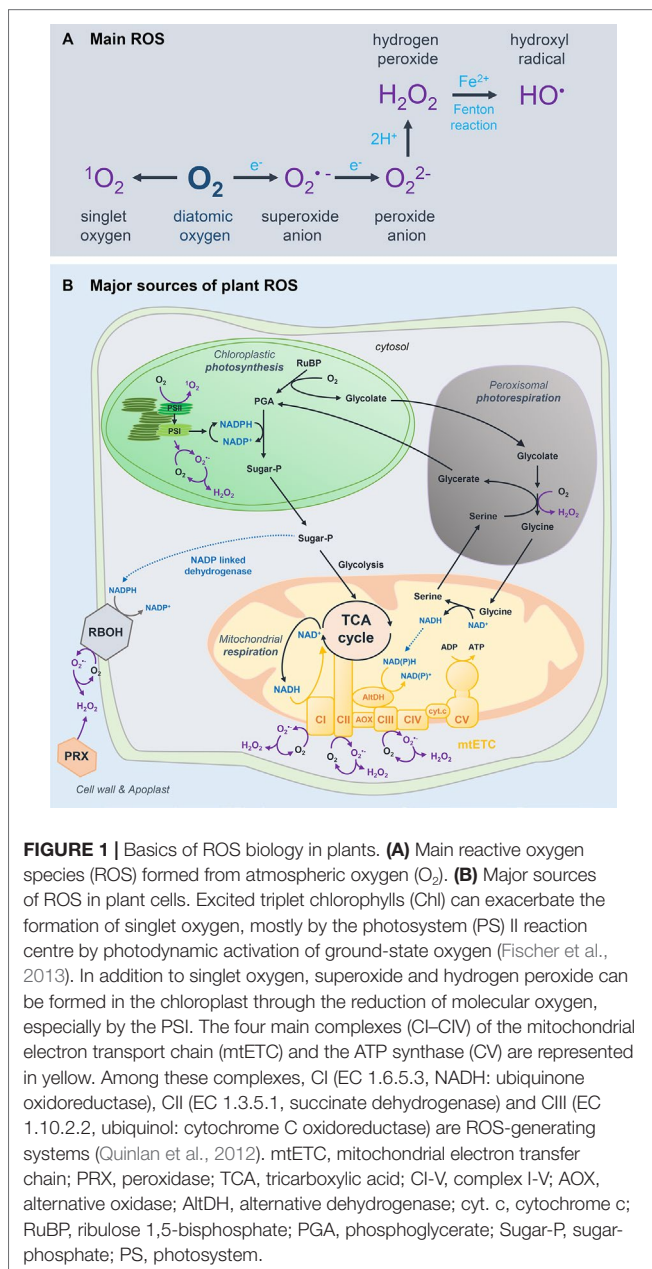 A Main ROS
hydrogen peroxide
hydroxyl radical
H₂O₂
Fe²⁺
Fenton reaction
HO•
2H⁺
¹O₂
O₂
e⁻
O₂•⁻
e⁻
O₂²⁻
singlet oxygen
diatomic oxygen
superoxide anion
peroxide anion
B Major sources of plant ROS
cytosol
Chloroplastic
photosynthesis
RuBP
O₂
O₂
¹O₂
PSII
PSI
PGA
Glycolate
NADPH
NADP⁺
O₂•⁻
O₂
H₂O₂
Sugar-P
Peroxisomal
photorespiration
Glycolate
Glycerate
O₂
H₂O₂
Serine
Glycine
Sugar-P
NADP linked
dehydrogenase
Glycolysis
NADPH
NADP⁺
RBOH
O₂•⁻
O₂
H₂O₂
PRX
Cell wall & Apoplast
Mitochondrial
respiration
TCA
cycle
NAD⁺
NADH
Serine
Glycine
NADH
NAD⁺
ADP
ATP
NAD(P)H
NAD(P)⁺
AltDH
CI
CII
AOX
CIII
CIV
cyt.c
CV
mtETC
O₂•⁻
H₂O₂
O₂
O₂•⁻
O₂
H₂O₂
O₂•⁻
O₂
H₂O₂
FIGURE 1 | Basics of ROS biology in plants. (A) Main reactive oxygen
species (ROS) formed from atmospheric oxygen (O₂). (B) Major sources
of ROS in plant cells. Excited triplet chlorophylls (Chl) can exacerbate the
formation of singlet oxygen, mostly by the photosystem (PS) II reaction
centre by photodynamic activation of ground-state oxygen (Fischer et al.,
2013). In addition to singlet oxygen, superoxide and hydrogen peroxide can
be formed in the chloroplast through the reduction of molecular oxygen,
especially by the PSI. The four main complexes (CI–CIV) of the mitochondrial
electron transport chain (mtETC) and the ATP synthase (CV) are represented
in yellow. Among these complexes, CI (EC 1.6.5.3, NADH: ubiquinone
oxidoreductase), CII (EC 1.3.5.1, succinate dehydrogenase) and CIII (EC
1.10.2.2, ubiquinol: cytochrome C oxidoreductase) are ROS-generating
systems (Quinlan et al., 2012). mtETC, mitochondrial electron transfer
chain; PRX, peroxidase; TCA, tricarboxylic acid; CI-V, complex I-V; AOX,
alternative oxidase; AltDH, alternative dehydrogenase; cyt. c, cytochrome c;
RuBP, ribulose 1,5-bisphosphate; PGA, phosphoglycerate; Sugar-P, sugar-
phosphate; PS, photosystem.